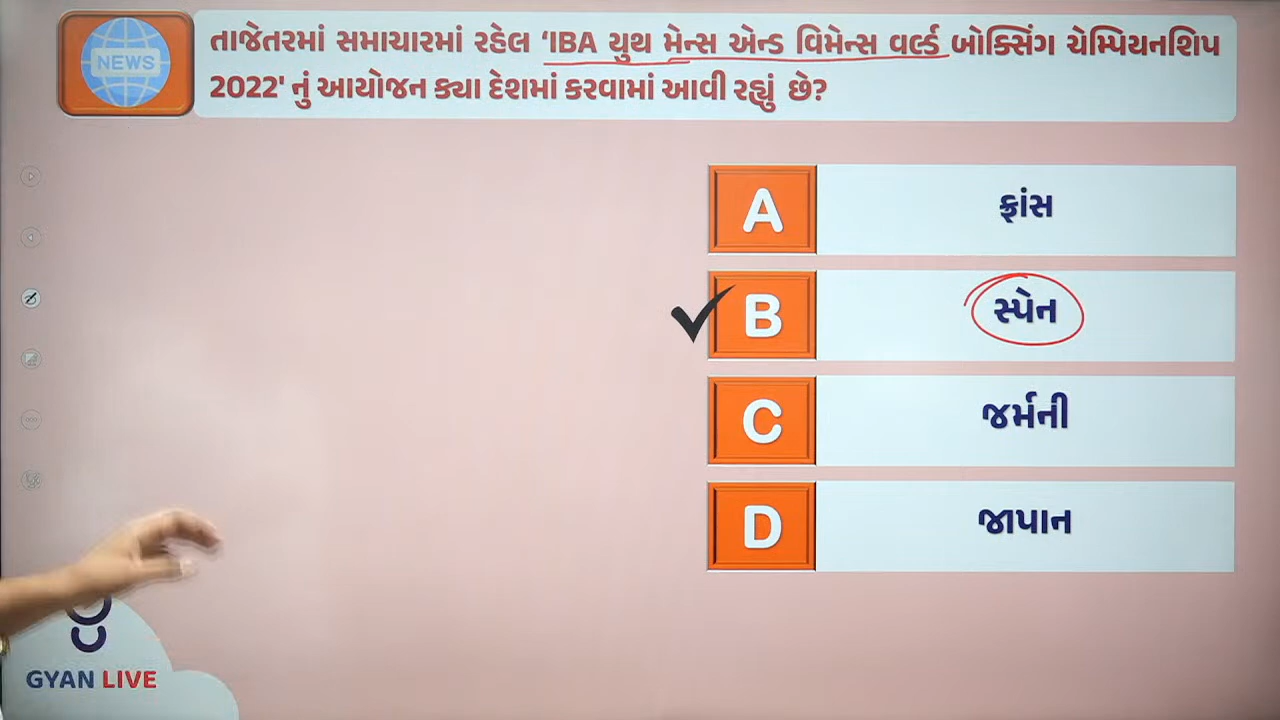 NEWS
તાજેતરમાં સમાચારમાં રહેલ ‘IBA યુથ મેન્સ એન્ડ વિમેન્સ વર્લ્ડ બોક્સિંગ ચેમ્પિયનશિપ
2022' નું આયોજન ક્યા દેશમાં કરવામાં આવી રહ્યું છે?
A ફ્રાંસ
B સ્પેન
C જર્મની
D જાપાન
GYAN LIVE